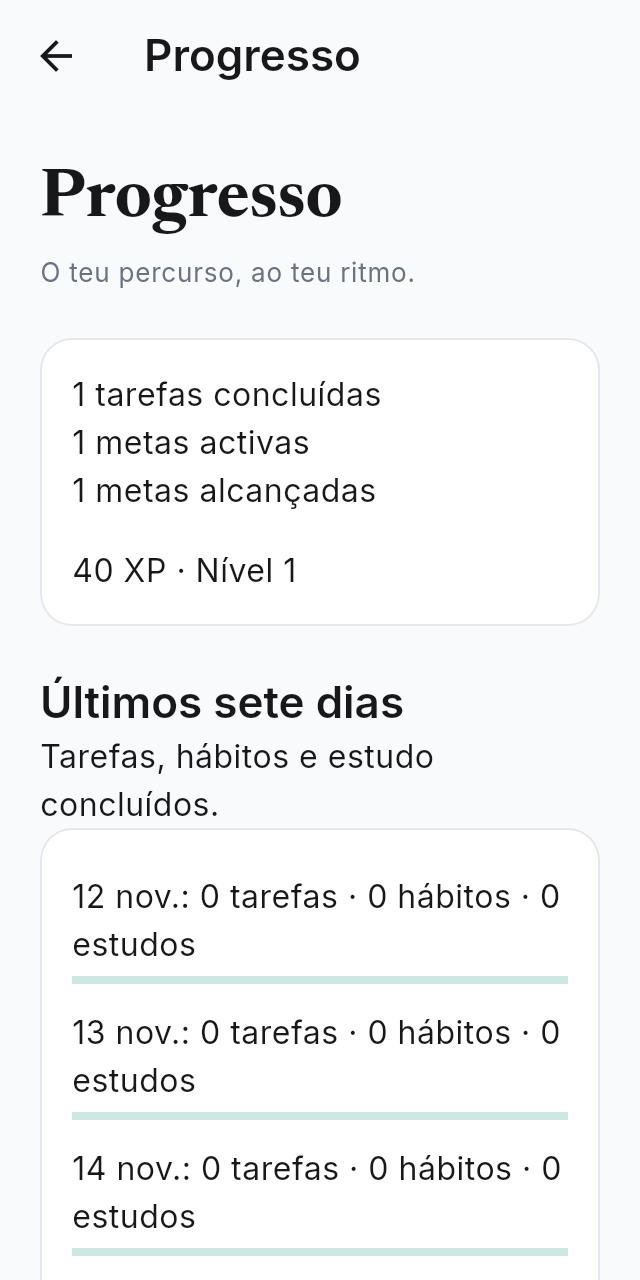 Progresso
Progresso
O teu percurso, ao teu ritmo.
1 tarefas concluídas
1 metas activas
1 metas alcançadas
40 XP · Nível 1
Últimos sete dias
Tarefas, hábitos e estudo
concluídos.
12 nov.: 0 tarefas · 0 hábitos · 0
estudos
13 nov.: 0 tarefas · 0 hábitos · 0
estudos
14 nov.: 0 tarefas · 0 hábitos · 0
estudos